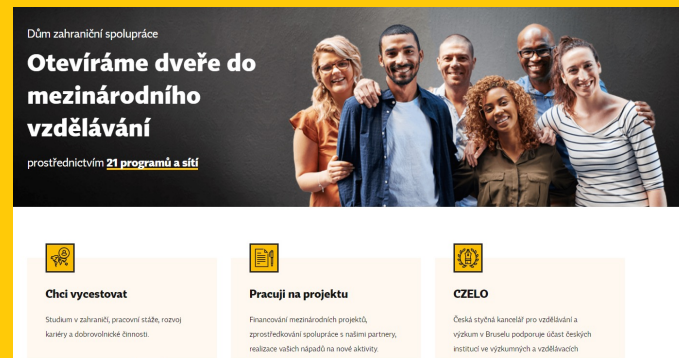 Dům zahraniční spolupráce
Otevíráme dveře do
mezinárodního
vzdělávání
prostřednictvím 21 programů a sítí
Chci vycestovat
Studium v zahraničí, pracovní stáže, rozvoj
kariéry a dobrovolnické činnosti.
Pracuji na projektu
Financování mezinárodních projektů,
zprostředkování spolupráce s našimi partnery,
realizace vašich nápadů na nové aktivity.
CZELO
Česká styčná kancelář pro vzdělávání a
výzkum v Bruselu podporuje účast českých
institucí ve výzkumných a vzdělávacích